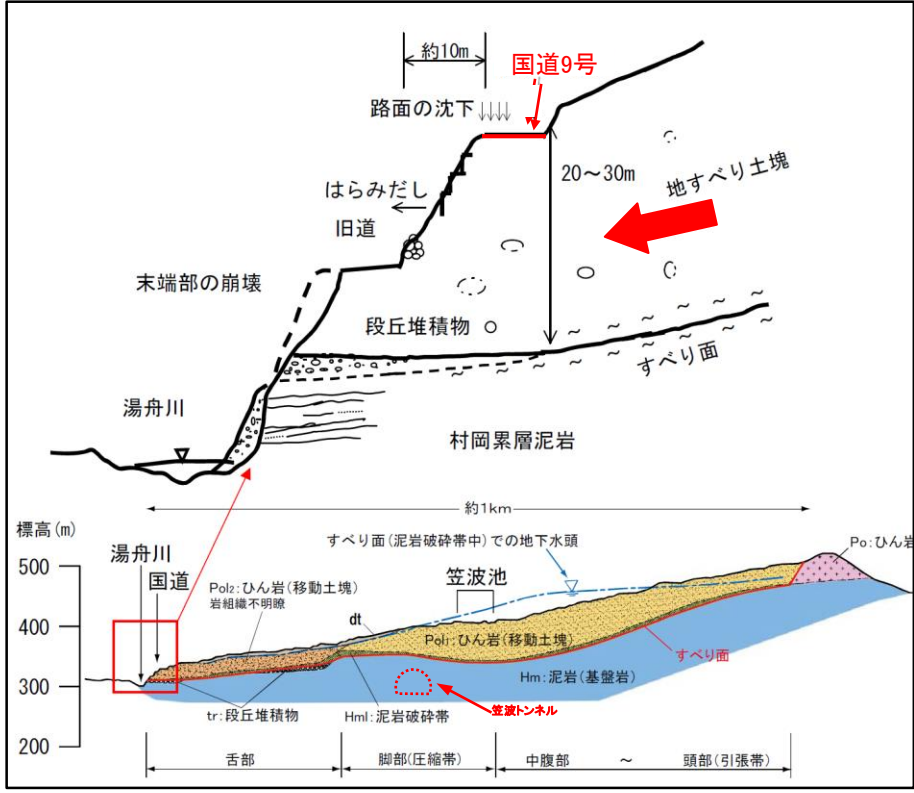 約10m
国道9号
路面の沈下
20~30m
地すべり土塊
はらみだし
旧道
末端部の崩壊
段丘堆積物
すべり面
湯舟川
村岡累層泥岩
約1km
標高(m)
すべり面(泥岩破砕帯中)での地下水頭
Po:ひん岩
湯舟川
500
国道
Pol2:ひん岩(移動土塊)
岩組織不明瞭
笠波池
dt
400
Pol1:ひん岩(移動土塊)
すべり面
Hm:泥岩(基盤岩)
300
笠波トンネル
tr:段丘堆積物
Hml:泥岩破砕帯
200
舌部
脚部(圧縮帯)
中腹部 ~ 頭部(引張帯)